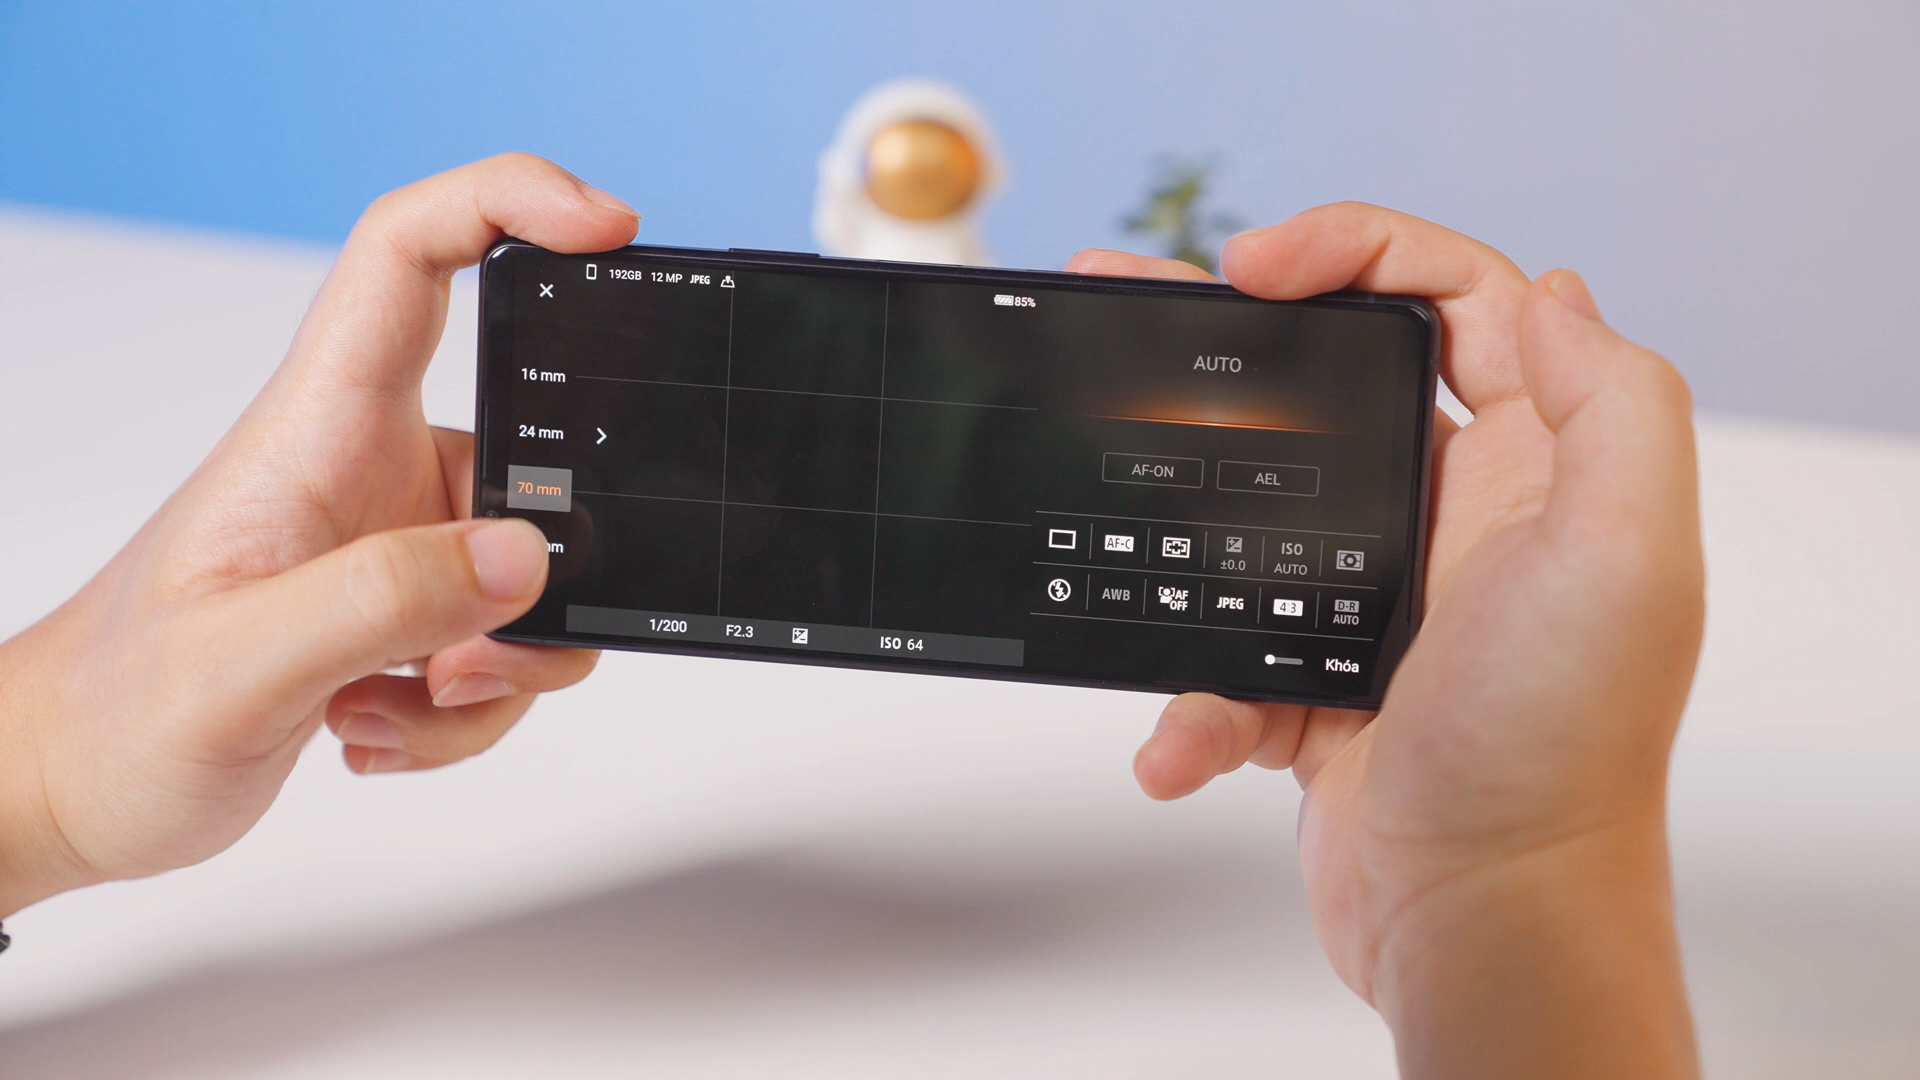 192GB 12 MP JPEG
85%
16 mm
24 mm
70 mm
mm
1/200 F2.3 ISO 64
AUTO
AF-ON AEL
AF-C ±0.0 ISO AUTO
AWB AF OFF JPEG 4:3 D-R AUTO
Khóa